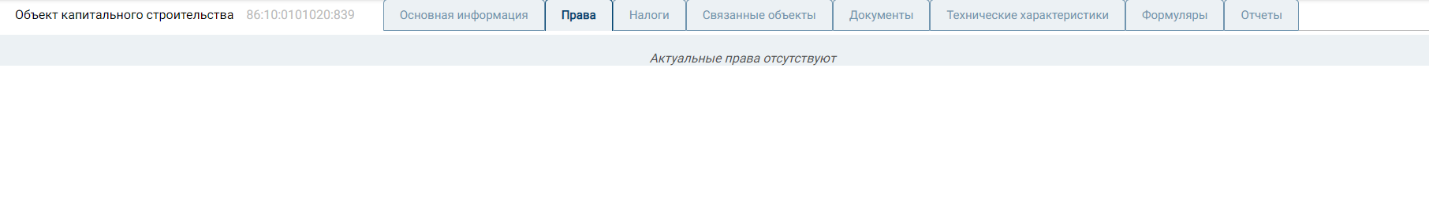 Объект капитального строительства 86:10:0101020:839 Основная информация Права Налоги Связанные объекты Документы Технические характеристики Формуляры Отчеты
Актуальные права отсутствуют